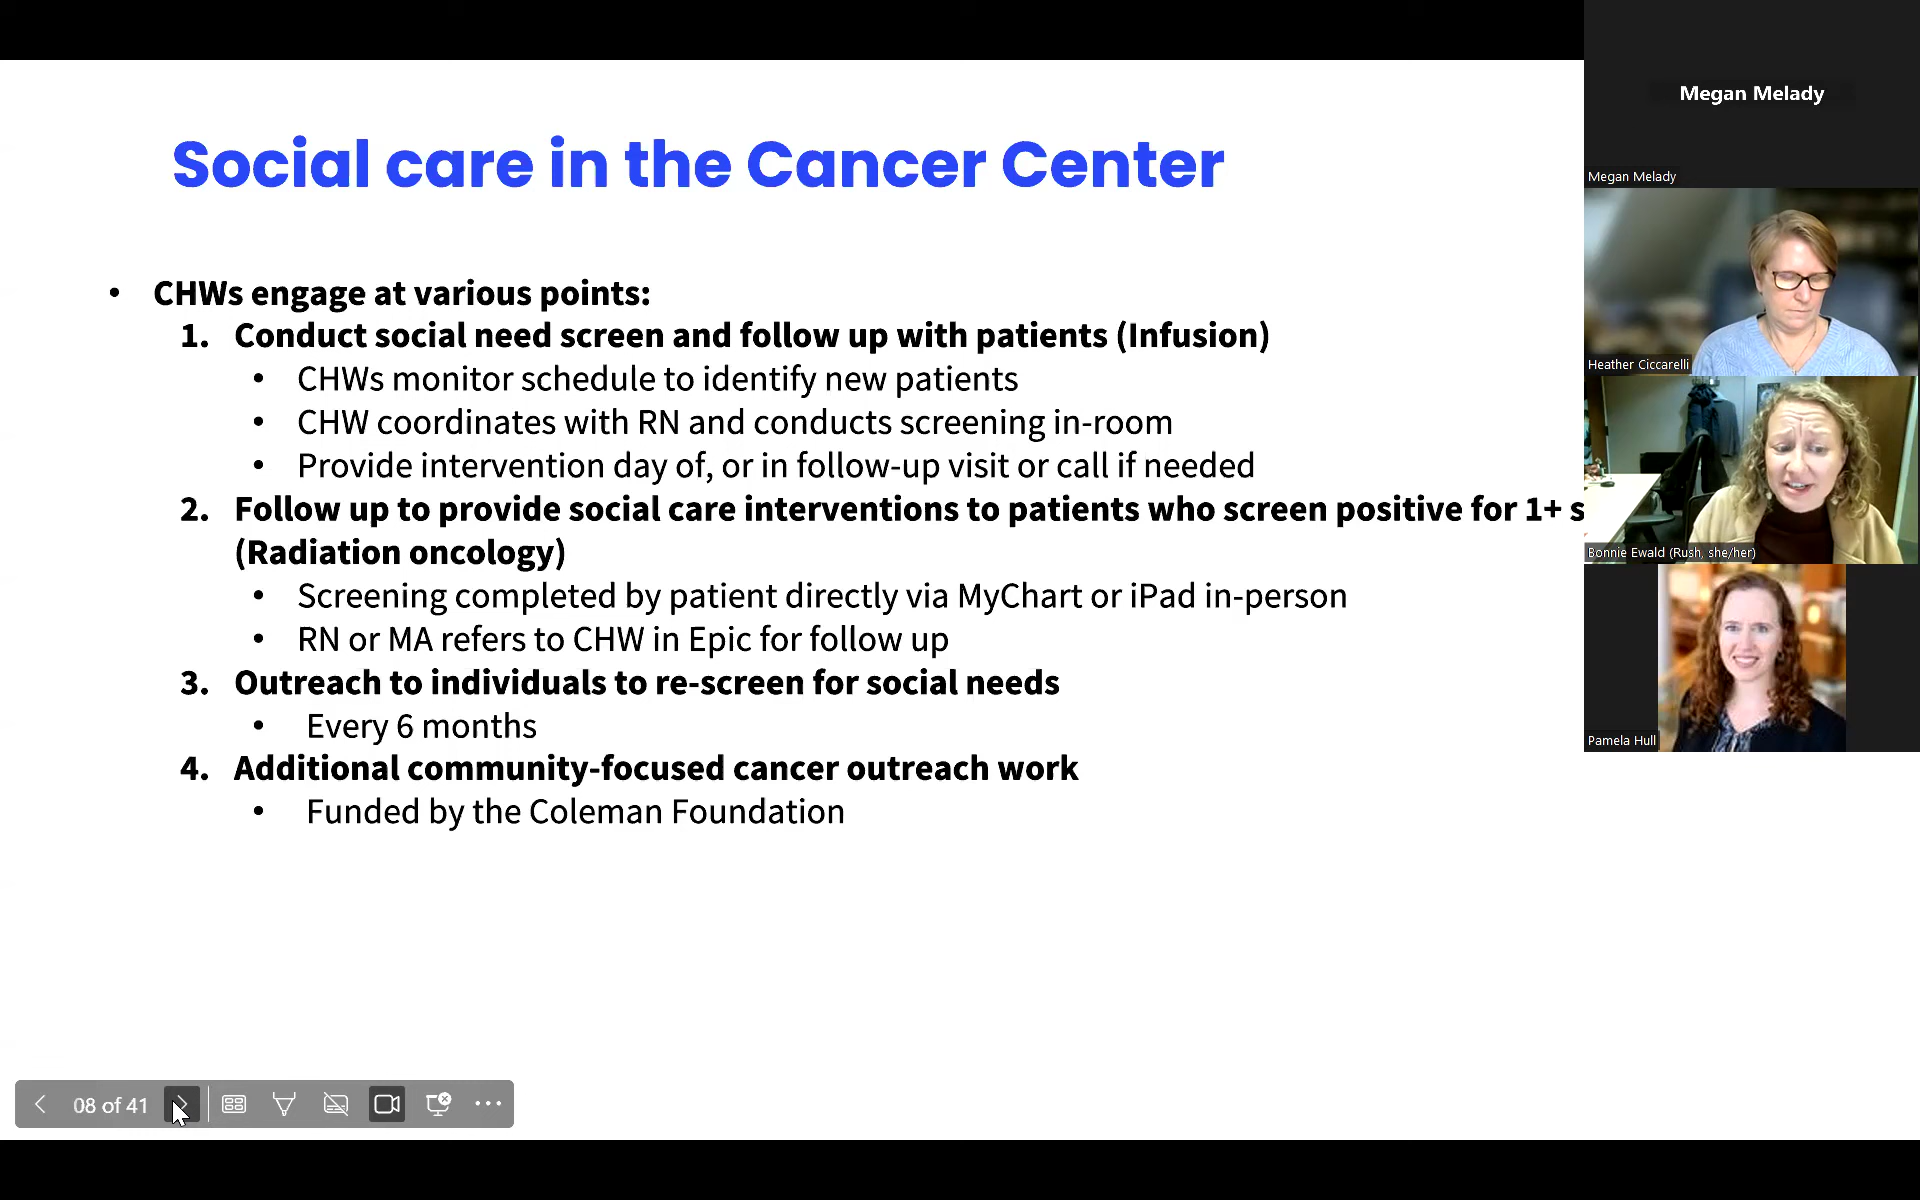 Social care in the Cancer Center
• CHWs engage at various points:
1. Conduct social need screen and follow up with patients (Infusion)
• CHWs monitor schedule to identify new patients
• CHW coordinates with RN and conducts screening in-room
• Provide intervention day of, or in follow-up visit or call if needed
2. Follow up to provide social care interventions to patients who screen positive for 1+ s
(Radiation oncology)
• Screening completed by patient directly via MyChart or iPad in-person
• RN or MA refers to CHW in Epic for follow up
3. Outreach to individuals to re-screen for social needs
• Every 6 months
4. Additional community-focused cancer outreach work
• Funded by the Coleman Foundation
08 of 41
Megan Melady
Megan Melady
Heather Ciccarelli
Bonnie Ewald (Rush, she/her)
Pamela Hull